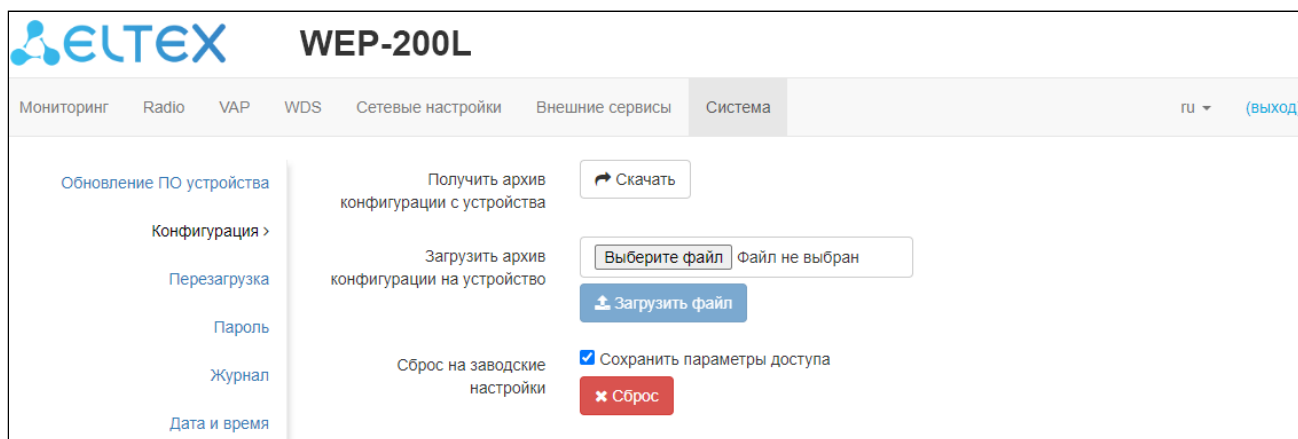 ELTEX WEP-200L
Мониторинг Radio VAP WDS Сетевые настройки Внешние сервисы Система ru (выход)
Обновление ПО устройства
Конфигурация >
Перезагрузка
Пароль
Журнал
Дата и время
Получить архив
конфигурации с устройства
Скачать
Загрузить архив
конфигурации на устройство
Выберите файл Файл не выбран
Загрузить файл
Сброс на заводские
настройки
Сохранить параметры доступа
Сброс